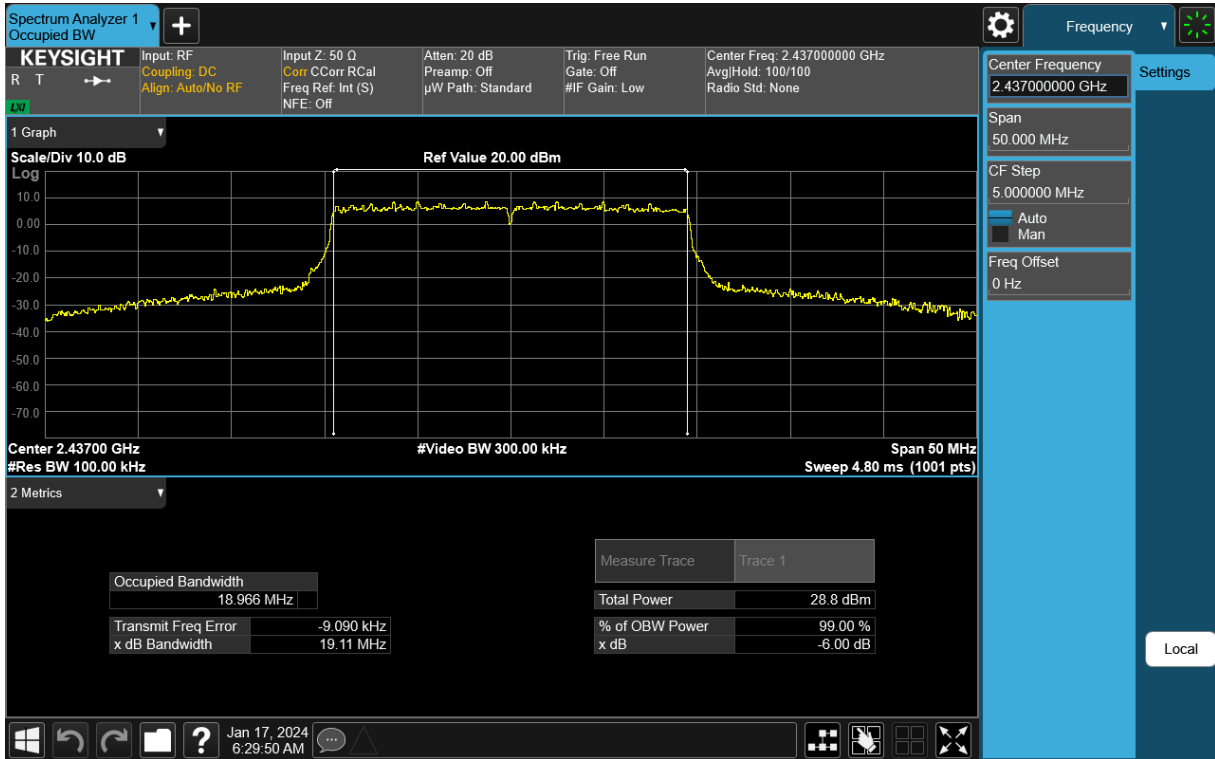 Spectrum Analyzer 1
Occupied BW
Frequency
KEYSIGHT
R T
LXI
Input: RF
Coupling: DC
Align: Auto/No RF
Input Z: 50 Ω
Corr CCorr RCal
Freq Ref: Int (S)
NFE: Off
Atten: 20 dB
Preamp: Off
µW Path: Standard
Trig: Free Run
Gate: Off
#IF Gain: Low
Center Freq: 2.437000000 GHz
Avg|Hold: 100/100
Radio Std: None
Center Frequency
2.437000000 GHz
Settings
Span
50.000 MHz
CF Step
5.000000 MHz
Auto
Man
Freq Offset
0 Hz
Local
1 Graph
Scale/Div 10.0 dB
Ref Value 20.00 dBm
Log
10.0
0.00
-10.0
-20.0
-30.0
-40.0
-50.0
-60.0
-70.0
Center 2.43700 GHz
#Video BW 300.00 kHz
Span 50 MHz
#Res BW 100.00 kHz
Sweep 4.80 ms (1001 pts)
2 Metrics
Measure Trace Trace 1
Occupied Bandwidth
18.966 MHz
Total Power 28.8 dBm
Transmit Freq Error -9.090 kHz
% of OBW Power 99.00 %
x dB Bandwidth 19.11 MHz
x dB -6.00 dB
?
Jan 17, 2024
6:29:50 AM